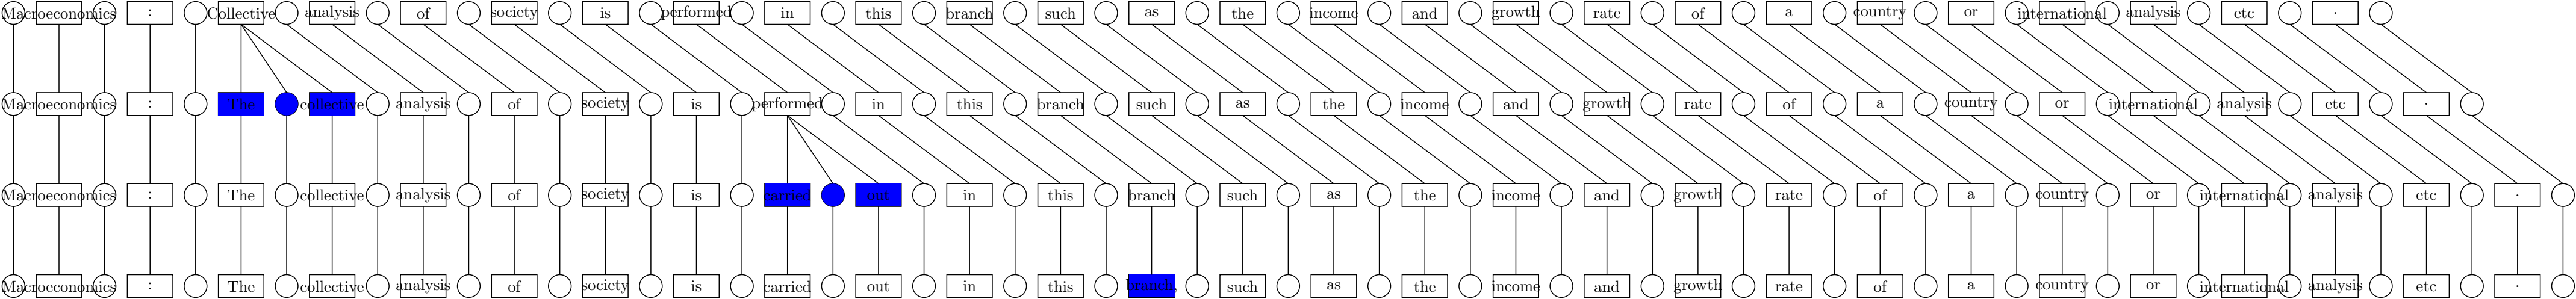 Macroeconomics : Collective analysis of society is performed in this branch such as the income and growth rate of a country or international analysis etc .
Macroeconomics : The collective analysis of society is performed in this branch such as the income and growth rate of a country or international analysis etc .
Macroeconomics : The collective analysis of society is carried out in this branch such as the income and growth rate of a country or international analysis etc .
Macroeconomics : The collective analysis of society is carried out in this branch, such as the income and growth rate of a country or international analysis etc .